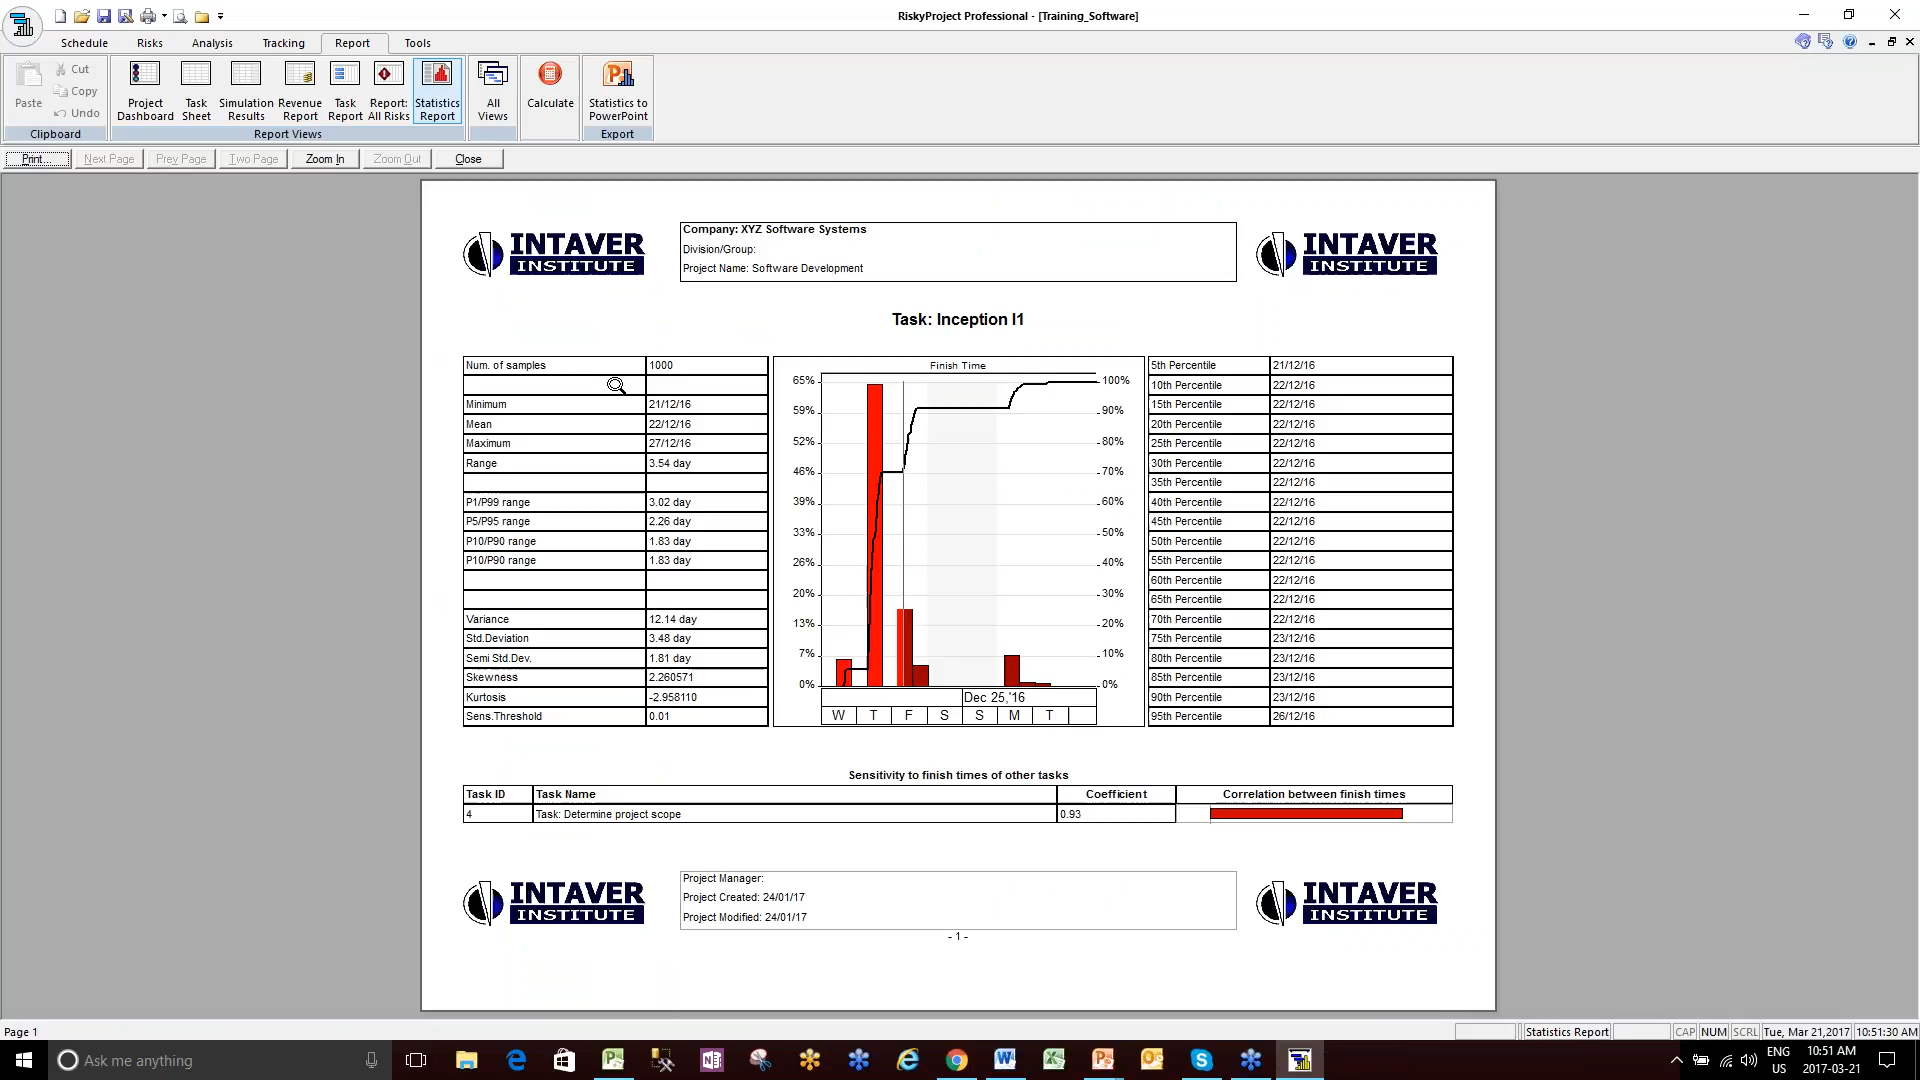 RiskyProject Professional - [Training_Software]
Schedule Risks Analysis Tracking Report Tools
Paste Cut Copy Undo
Project Dashboard Task Sheet Simulation Results Revenue Report Task Report Report: All Risks Statistics Report All Views Calculate Statistics to PowerPoint
Clipboard Report Views Export
Print... Next Page Prev Page Two Page Zoom In Zoom Out Close
INTAVER INSTITUTE
Company: XYZ Software Systems
Division/Group:
Project Name: Software Development
INTAVER INSTITUTE
Task: Inception I1
Num. of samples 1000
Minimum 21/12/16
Mean 22/12/16
Maximum 27/12/16
Range 3.54 day
P1/P99 range 3.02 day
P5/P95 range 2.26 day
P10/P90 range 1.83 day
P10/P90 range 1.83 day
Variance 12.14 day
Std.Deviation 3.48 day
Semi Std.Dev. 1.81 day
Skewness 2.260571
Kurtosis -2.958110
Sens.Threshold 0.01
Finish Time
65% 100%
59% 90%
52% 80%
46% 70%
39% 60%
33% 50%
26% 40%
20% 30%
13% 20%
7% 10%
0% 0%
Dec 25,'16
W T F S S M T
5th Percentile 21/12/16
10th Percentile 22/12/16
15th Percentile 22/12/16
20th Percentile 22/12/16
25th Percentile 22/12/16
30th Percentile 22/12/16
35th Percentile 22/12/16
40th Percentile 22/12/16
45th Percentile 22/12/16
50th Percentile 22/12/16
55th Percentile 22/12/16
60th Percentile 22/12/16
65th Percentile 22/12/16
70th Percentile 22/12/16
75th Percentile 23/12/16
80th Percentile 23/12/16
85th Percentile 23/12/16
90th Percentile 23/12/16
95th Percentile 26/12/16
Sensitivity to finish times of other tasks
Task ID Task Name Coefficient Correlation between finish times
4 Task: Determine project scope 0.93
INTAVER INSTITUTE
Project Manager:
Project Created: 24/01/17
Project Modified: 24/01/17
INTAVER INSTITUTE
- 1 -
Page 1 Statistics Report CAP NUM SCRL Tue, Mar 21,2017 10:51:30 AM
Ask me anything
ENG US
10:51 AM
2017-03-21